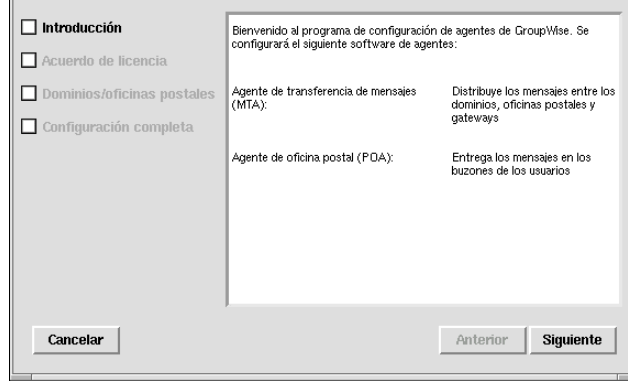 Introducción
Acuerdo de licencia
Dominios/oficinas postales
Configuración completa
Bienvenido al programa de configuración de agentes de GroupWise. Se
configurará el siguiente software de agentes:
Agente de transferencia de mensajes
(MTA):
Distribuye los mensajes entre los
dominios, oficinas postales y
gateways
Agente de oficina postal (POA):
Entrega los mensajes en los
buzones de los usuarios
Cancelar
Anterior
Siguiente